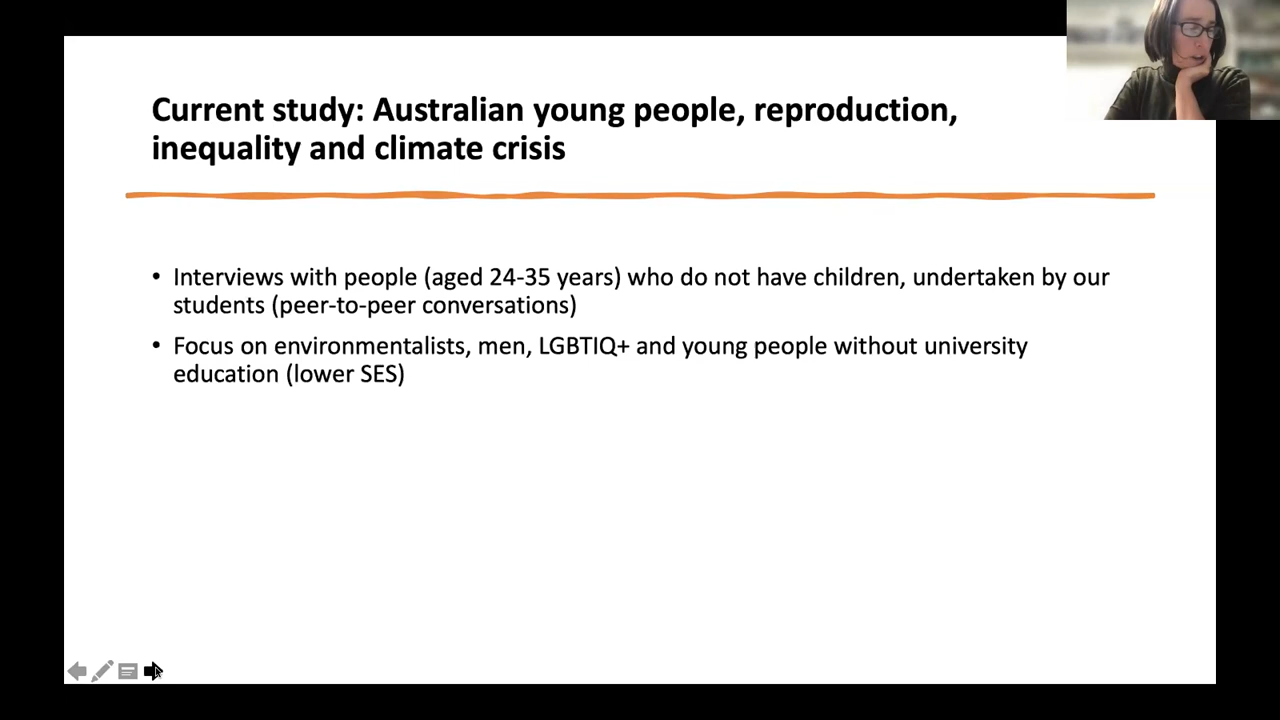 Current study: Australian young people, reproduction,
inequality and climate crisis
• Interviews with people (aged 24-35 years) who do not have children, undertaken by our
students (peer-to-peer conversations)
• Focus on environmentalists, men, LGBTIQ+ and young people without university
education (lower SES)